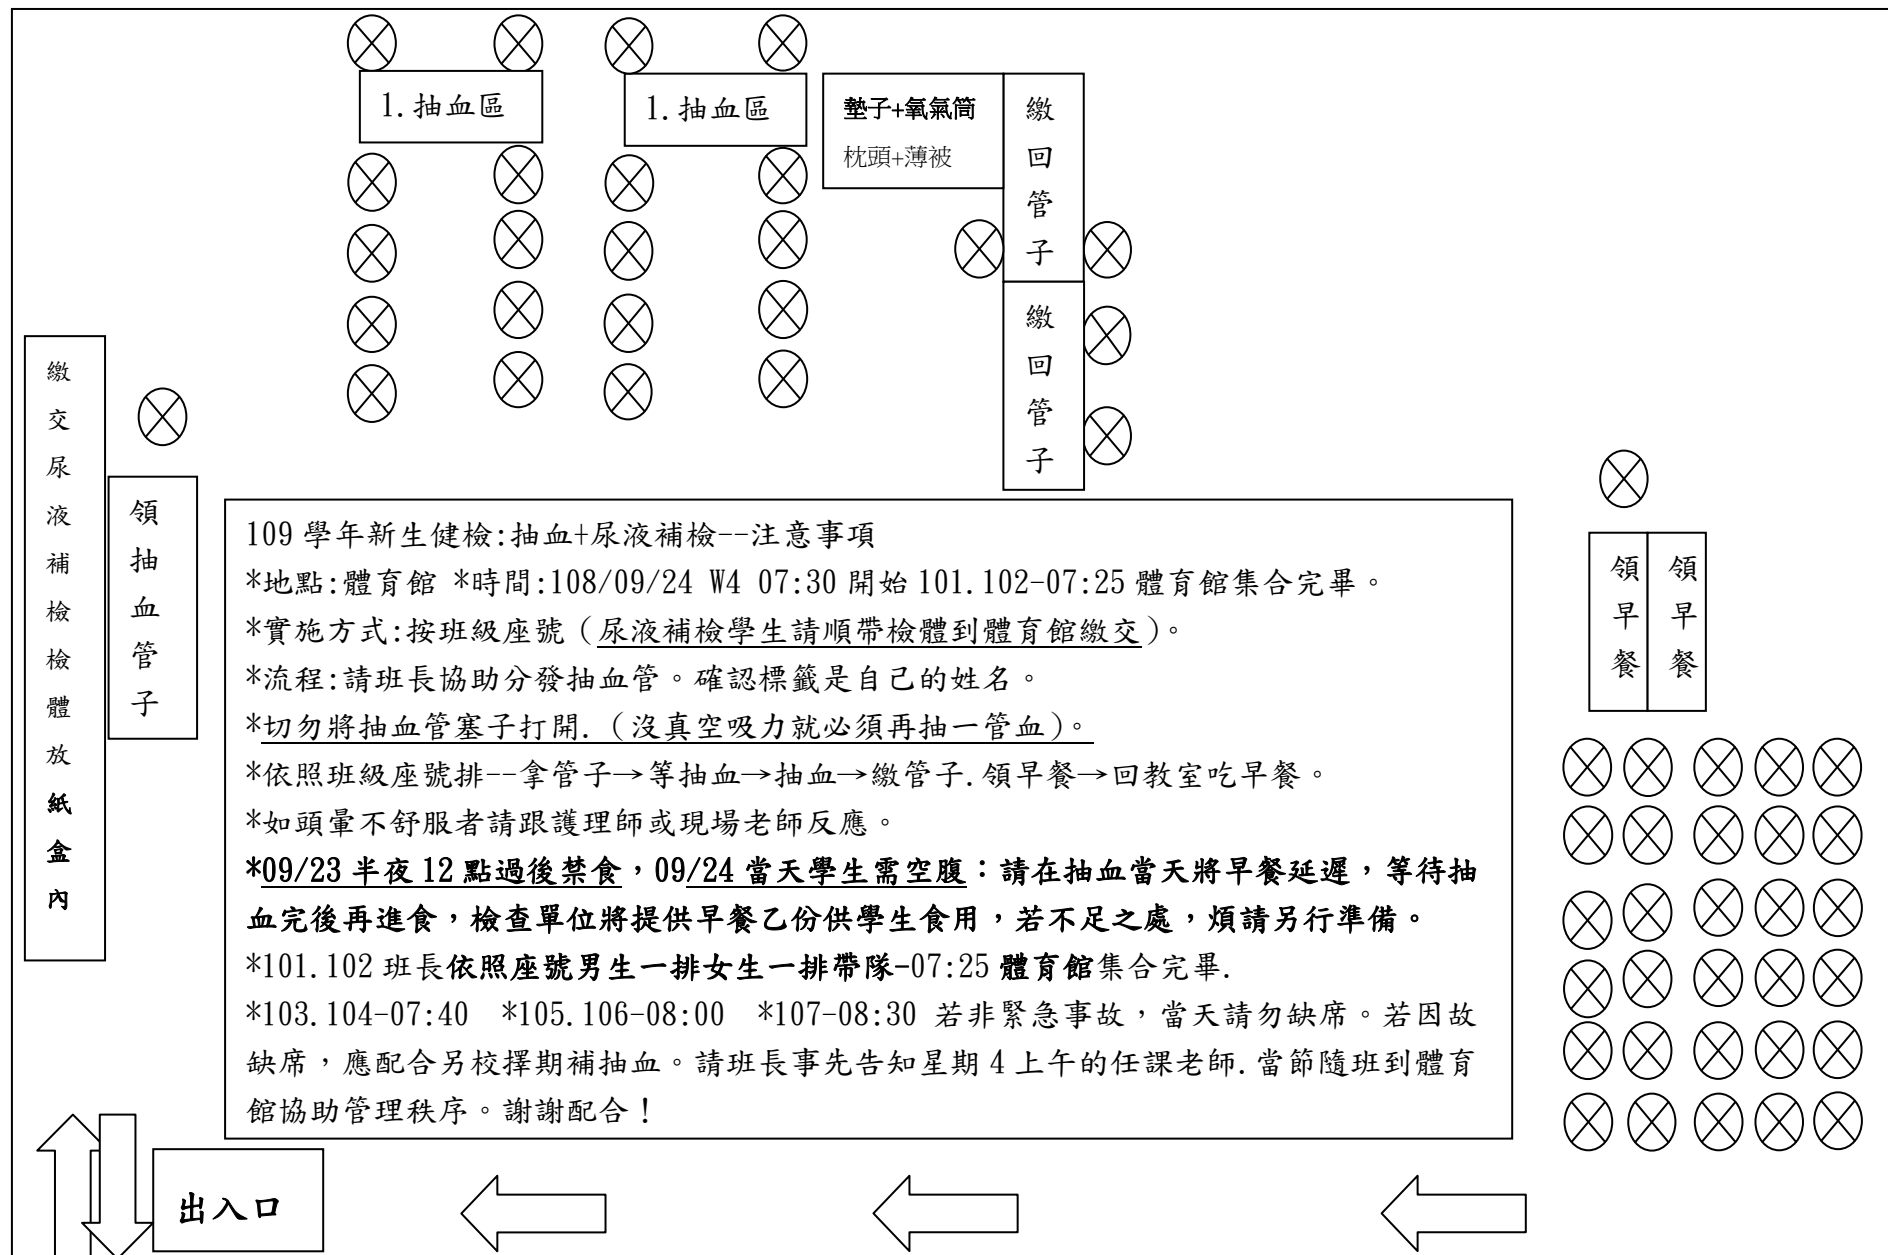 1.抽血區
1.抽血區
墊子+氧氣筒
枕頭+薄被
繳回管子
繳回管子
繳交尿液補檢檢體放紙盒內
領抽血管子
領早餐
領早餐
109 學年新生健檢:抽血+尿液補檢--注意事項
*地點:體育館 *時間:108/09/24 W4 07:30 開始 101.102-07:25 體育館集合完畢。
*實施方式:按班級座號（尿液補檢學生請順帶檢體到體育館繳交）。
*流程:請班長協助分發抽血管。確認標籤是自己的姓名。
*切勿將抽血管塞子打開.（沒真空吸力就必須再抽一管血）。
*依照班級座號排--拿管子→等抽血→抽血→繳管子.領早餐→回教室吃早餐。
*如頭暈不舒服者請跟護理師或現場老師反應。
*09/23 半夜 12 點過後禁食，09/24 當天學生需空腹：請在抽血當天將早餐延遲，等待抽
血完後再進食，檢查單位將提供早餐乙份供學生食用，若不足之處，煩請另行準備。
*101.102 班長依照座號男生一排女生一排帶隊-07:25 體育館集合完畢.
*103.104-07:40 *105.106-08:00 *107-08:30 若非緊急事故，當天請勿缺席。若因故
缺席，應配合另校擇期補抽血。請班長事先告知星期 4 上午的任課老師.當節隨班到體育
館協助管理秩序。謝謝配合！
出入口